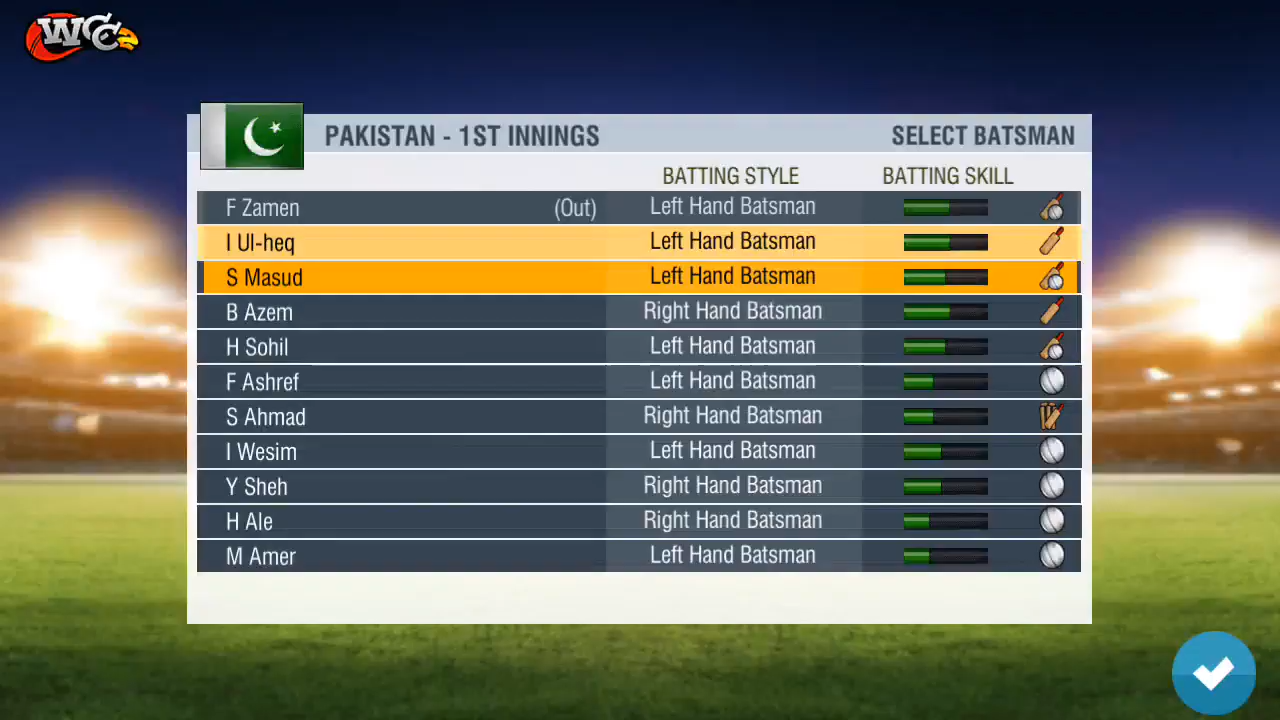 WCC
PAKISTAN - 1ST INNINGS SELECT BATSMAN
BATTING STYLE BATTING SKILL
F Zamen (Out) Left Hand Batsman
I Ul-heq Left Hand Batsman
S Masud Left Hand Batsman
B Azem Right Hand Batsman
H Sohil Left Hand Batsman
F Ashref Left Hand Batsman
S Ahmad Right Hand Batsman
I Wesim Left Hand Batsman
Y Sheh Right Hand Batsman
H Ale Right Hand Batsman
M Amer Left Hand Batsman